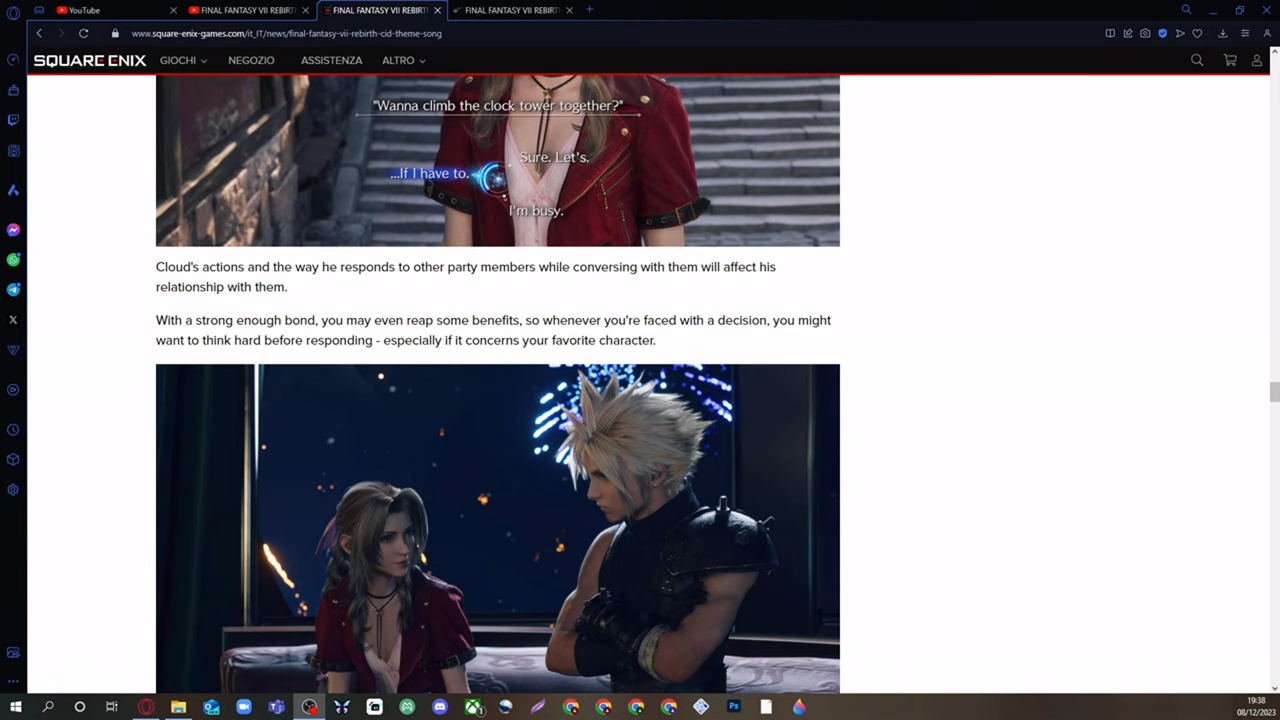 YouTube
FINAL FANTASY VII REBIRT
FINAL FANTASY VII REBIRT
FINAL FANTASY VII REBIRT
www.square-enix-games.com/it_IT/news/final-fantasy-vii-rebirth-cid-theme-song
SQUARE ENIX
GIOCHI
NEGOZIO
ASSISTENZA
ALTRO
"Wanna climb the clock tower together?"
Sure. Let's.
...If I have to.
I'm busy.
Cloud's actions and the way he responds to other party members while conversing with them will affect his
relationship with them.
With a strong enough bond, you may even reap some benefits, so whenever you're faced with a decision, you might
want to think hard before responding - especially if it concerns your favorite character.
1
19:38
08/12/2023